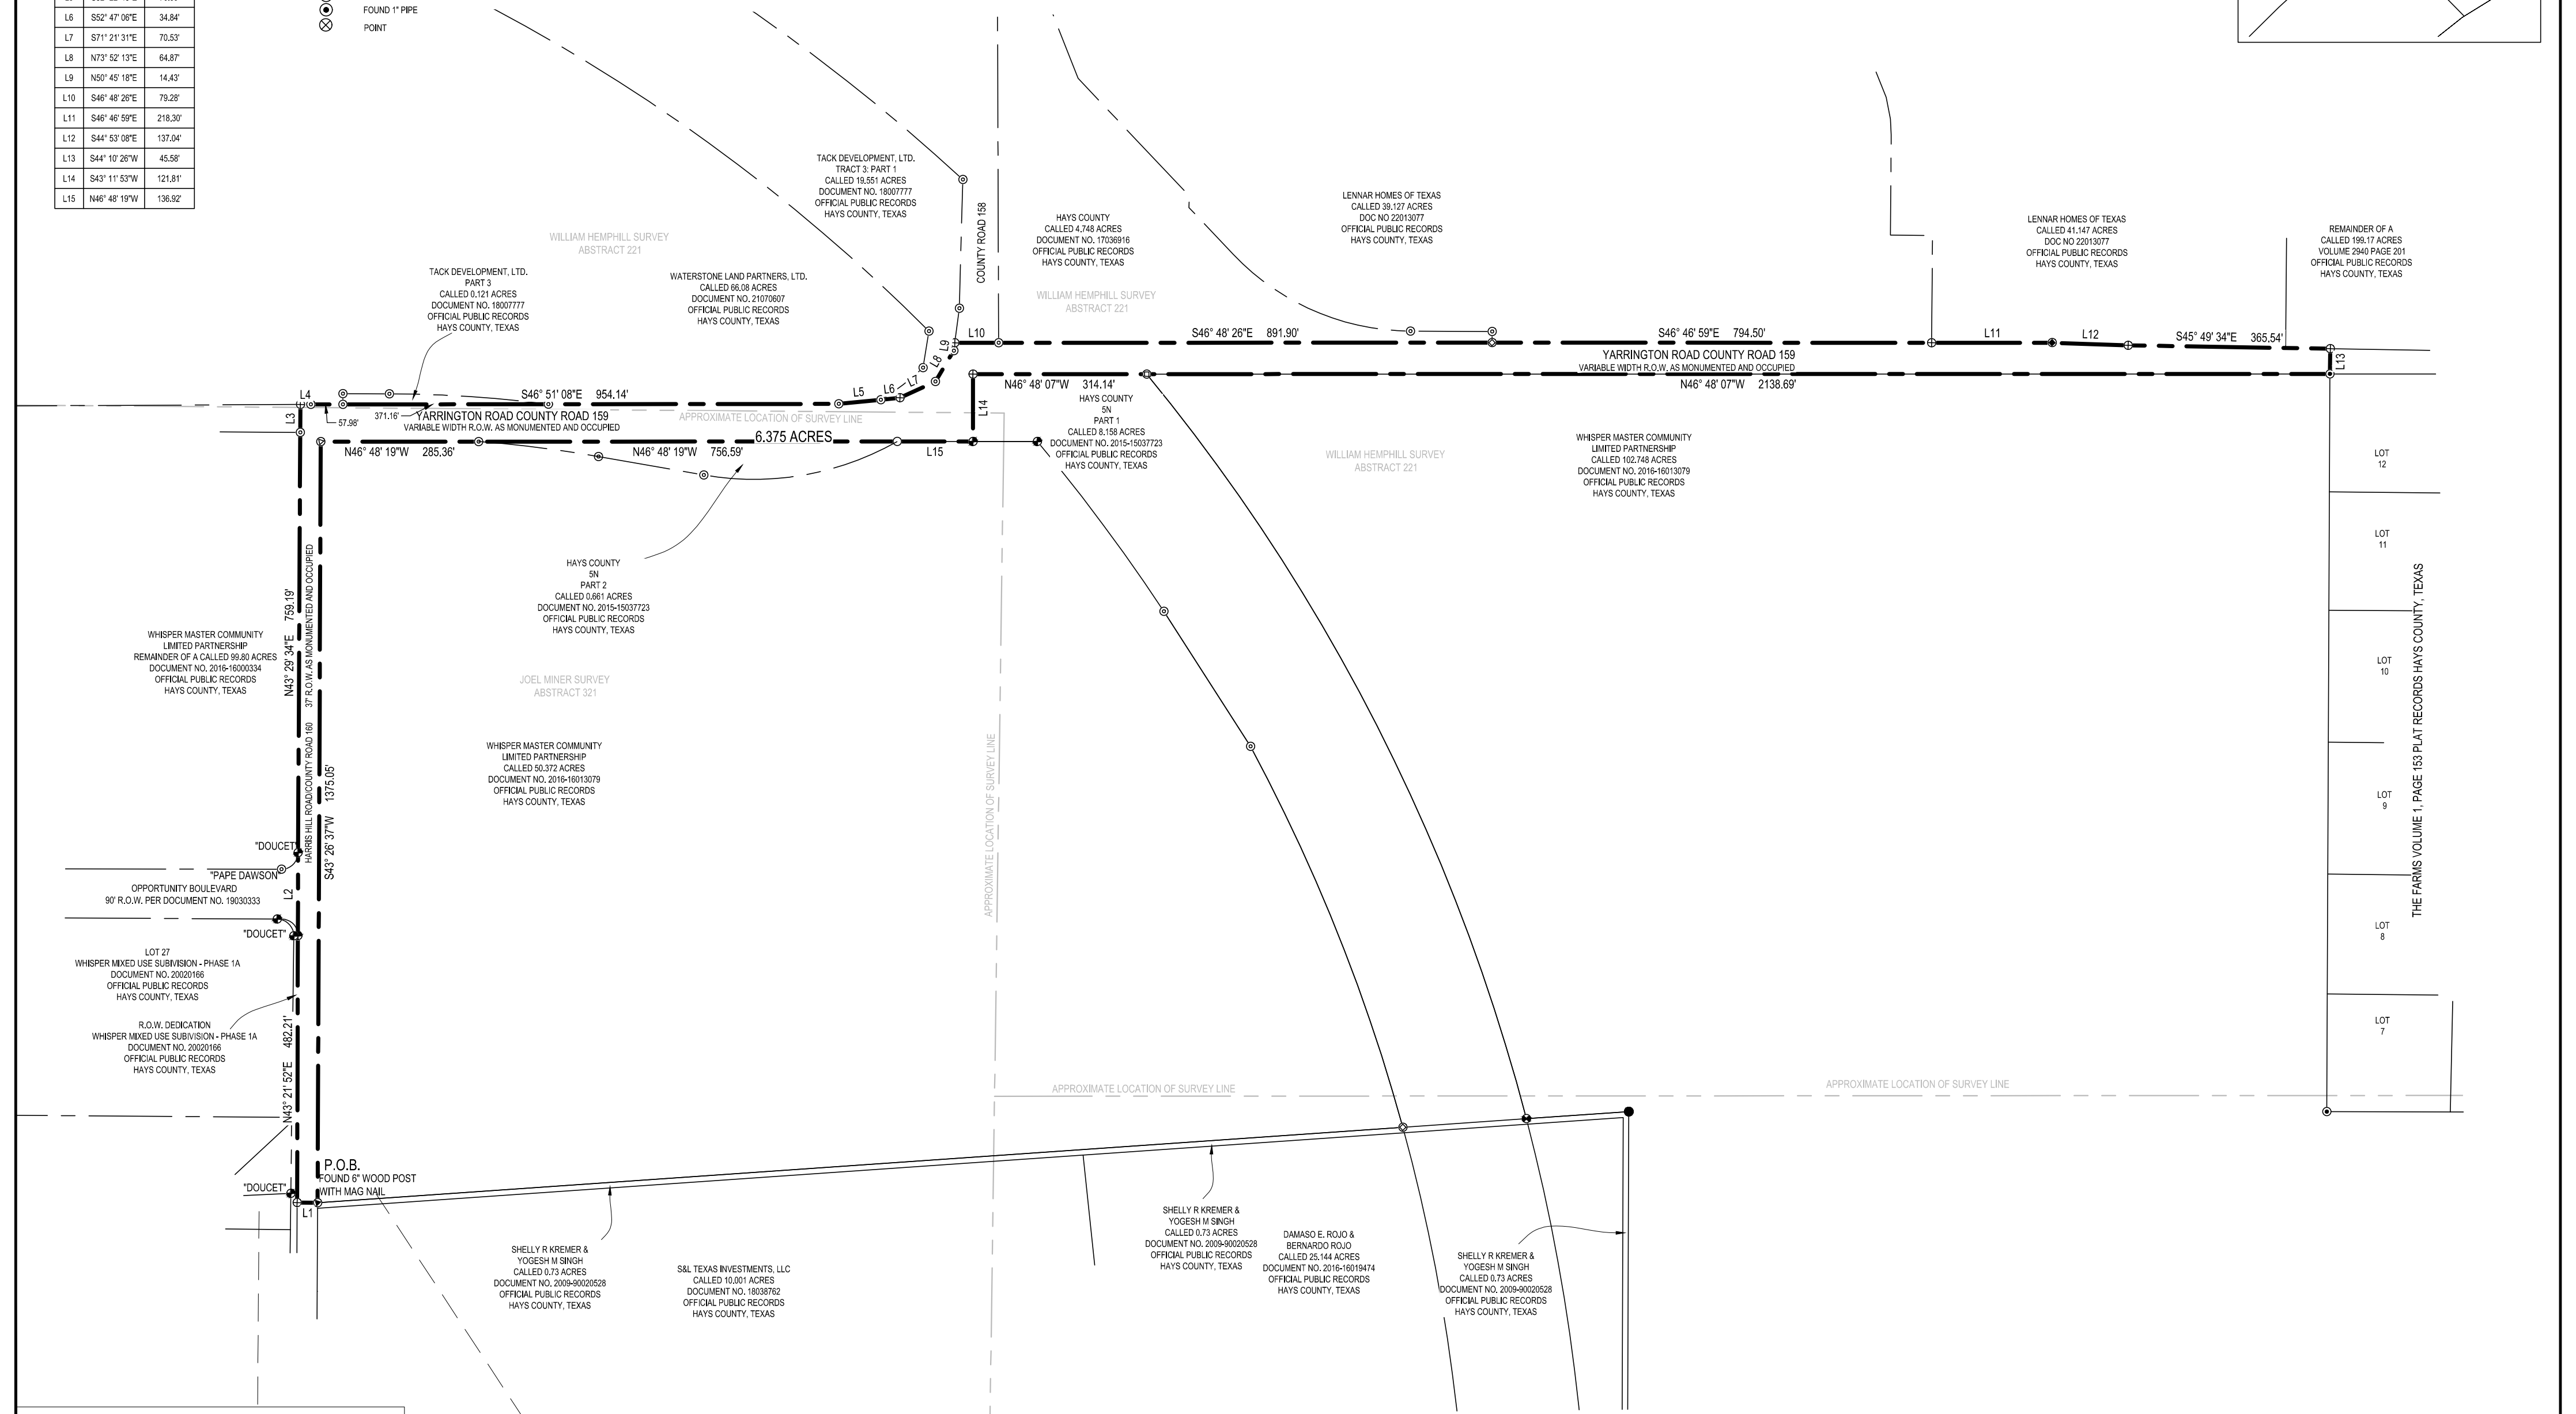 L6 S52° 47' 06"E 34.84'
L7 S71° 21' 31"E 70.53'
L8 N73° 52' 13"E 64.87'
L9 N50° 45' 18"E 14.43'
L10 S46° 48' 26"E 79.28'
L11 S46° 46' 59"E 218.30'
L12 S44° 53' 08"E 137.04'
L13 S44° 10' 26"W 45.58'
L14 S43° 11' 53"W 121.81'
L15 N46° 48' 19"W 136.92'
FOUND 1" PIPE
POINT
TACK DEVELOPMENT, LTD.
TRACT 3: PART 1
CALLED 19.551 ACRES
DOCUMENT NO. 18007777
OFFICIAL PUBLIC RECORDS
HAYS COUNTY, TEXAS
COUNTY ROAD 158
HAYS COUNTY
CALLED 4.748 ACRES
DOCUMENT NO. 17036916
OFFICIAL PUBLIC RECORDS
HAYS COUNTY, TEXAS
WILLIAM HEMPHILL SURVEY
ABSTRACT 221
LENNAR HOMES OF TEXAS
CALLED 39.127 ACRES
DOC NO 22013077
OFFICIAL PUBLIC RECORDS
HAYS COUNTY, TEXAS
LENNAR HOMES OF TEXAS
CALLED 41.147 ACRES
DOC NO 22013077
OFFICIAL PUBLIC RECORDS
HAYS COUNTY, TEXAS
REMAINDER OF A
CALLED 199.17 ACRES
VOLUME 2940 PAGE 201
OFFICIAL PUBLIC RECORDS
HAYS COUNTY, TEXAS
WILLIAM HEMPHILL SURVEY
ABSTRACT 221
TACK DEVELOPMENT, LTD.
PART 3
CALLED 0.121 ACRES
DOCUMENT NO. 18007777
OFFICIAL PUBLIC RECORDS
HAYS COUNTY, TEXAS
WATERSTONE LAND PARTNERS, LTD.
CALLED 66.08 ACRES
DOCUMENT NO. 21070607
OFFICIAL PUBLIC RECORDS
HAYS COUNTY, TEXAS
L10
S46° 48' 26"E 891.90'
S46° 46' 59"E 794.50'
L11
L12
S45° 49' 34"E 365.54'
L13
YARRINGTON ROAD COUNTY ROAD 159
VARIABLE WIDTH R.O.W. AS MONUMENTED AND OCCUPIED
N46° 48' 07"W 314.14'
N46° 48' 07"W 2138.69'
L9
L8
L7
L6
L5
L4
L3
S46° 51' 08"E 954.14'
57.98'
371.16'
YARRINGTON ROAD COUNTY ROAD 159
VARIABLE WIDTH R.O.W. AS MONUMENTED AND OCCUPIED
APPROXIMATE LOCATION OF SURVEY LINE
6.375 ACRES
N46° 48' 19"W 285.36'
N46° 48' 19"W 756.59'
L15
L14
HAYS COUNTY
5N
PART 1
CALLED 8.158 ACRES
DOCUMENT NO. 2015-15037723
OFFICIAL PUBLIC RECORDS
HAYS COUNTY, TEXAS
WILLIAM HEMPHILL SURVEY
ABSTRACT 221
WHISPER MASTER COMMUNITY
LIMITED PARTNERSHIP
CALLED 102.748 ACRES
DOCUMENT NO. 2016-16013079
OFFICIAL PUBLIC RECORDS
HAYS COUNTY, TEXAS
LOT
12
LOT
11
LOT
10
LOT
9
LOT
8
LOT
7
THE FARMS VOLUME 1, PAGE 153 PLAT RECORDS HAYS COUNTY, TEXAS
HAYS COUNTY
5N
PART 2
CALLED 0.661 ACRES
DOCUMENT NO. 2015-15037723
OFFICIAL PUBLIC RECORDS
HAYS COUNTY, TEXAS
WHISPER MASTER COMMUNITY
LIMITED PARTNERSHIP
REMAINDER OF A CALLED 99.80 ACRES
DOCUMENT NO. 2016-16000334
OFFICIAL PUBLIC RECORDS
HAYS COUNTY, TEXAS
N43° 29' 34"E 759.19'
HARRIS HILL ROAD/COUNTY ROAD 160 37' R.O.W. AS MONUMENTED AND OCCUPIED
S43° 26' 37"W 1375.05'
JOEL MINER SURVEY
ABSTRACT 321
WHISPER MASTER COMMUNITY
LIMITED PARTNERSHIP
CALLED 50.372 ACRES
DOCUMENT NO. 2016-16013079
OFFICIAL PUBLIC RECORDS
HAYS COUNTY, TEXAS
APPROXIMATE LOCATION OF SURVEY LINE
"DOUCET"
"PAPE DAWSON"
OPPORTUNITY BOULEVARD
90' R.O.W. PER DOCUMENT NO. 19030333
L2
"DOUCET"
LOT 27
WHISPER MIXED USE SUBIVISION - PHASE 1A
DOCUMENT NO. 20020166
OFFICIAL PUBLIC RECORDS
HAYS COUNTY, TEXAS
R.O.W. DEDICATION
WHISPER MIXED USE SUBIVISION - PHASE 1A
DOCUMENT NO. 20020166
OFFICIAL PUBLIC RECORDS
HAYS COUNTY, TEXAS
N43° 21' 52"E 482.21'
APPROXIMATE LOCATION OF SURVEY LINE
APPROXIMATE LOCATION OF SURVEY LINE
P.O.B.
FOUND 6" WOOD POST
WITH MAG NAIL
"DOUCET"
L1
SHELLY R KREMER &
YOGESH M SINGH
CALLED 0.73 ACRES
DOCUMENT NO. 2009-90020528
OFFICIAL PUBLIC RECORDS
HAYS COUNTY, TEXAS
S&L TEXAS INVESTMENTS, LLC
CALLED 10.001 ACRES
DOCUMENT NO. 18038762
OFFICIAL PUBLIC RECORDS
HAYS COUNTY, TEXAS
SHELLY R KREMER &
YOGESH M SINGH
CALLED 0.73 ACRES
DOCUMENT NO. 2009-90020528
OFFICIAL PUBLIC RECORDS
HAYS COUNTY, TEXAS
DAMASO E. ROJO &
BERNARDO ROJO
CALLED 25.144 ACRES
DOCUMENT NO. 2016-16019474
OFFICIAL PUBLIC RECORDS
HAYS COUNTY, TEXAS
SHELLY R KREMER &
YOGESH M SINGH
CALLED 0.73 ACRES
DOCUMENT NO. 2009-90020528
OFFICIAL PUBLIC RECORDS
HAYS COUNTY, TEXAS